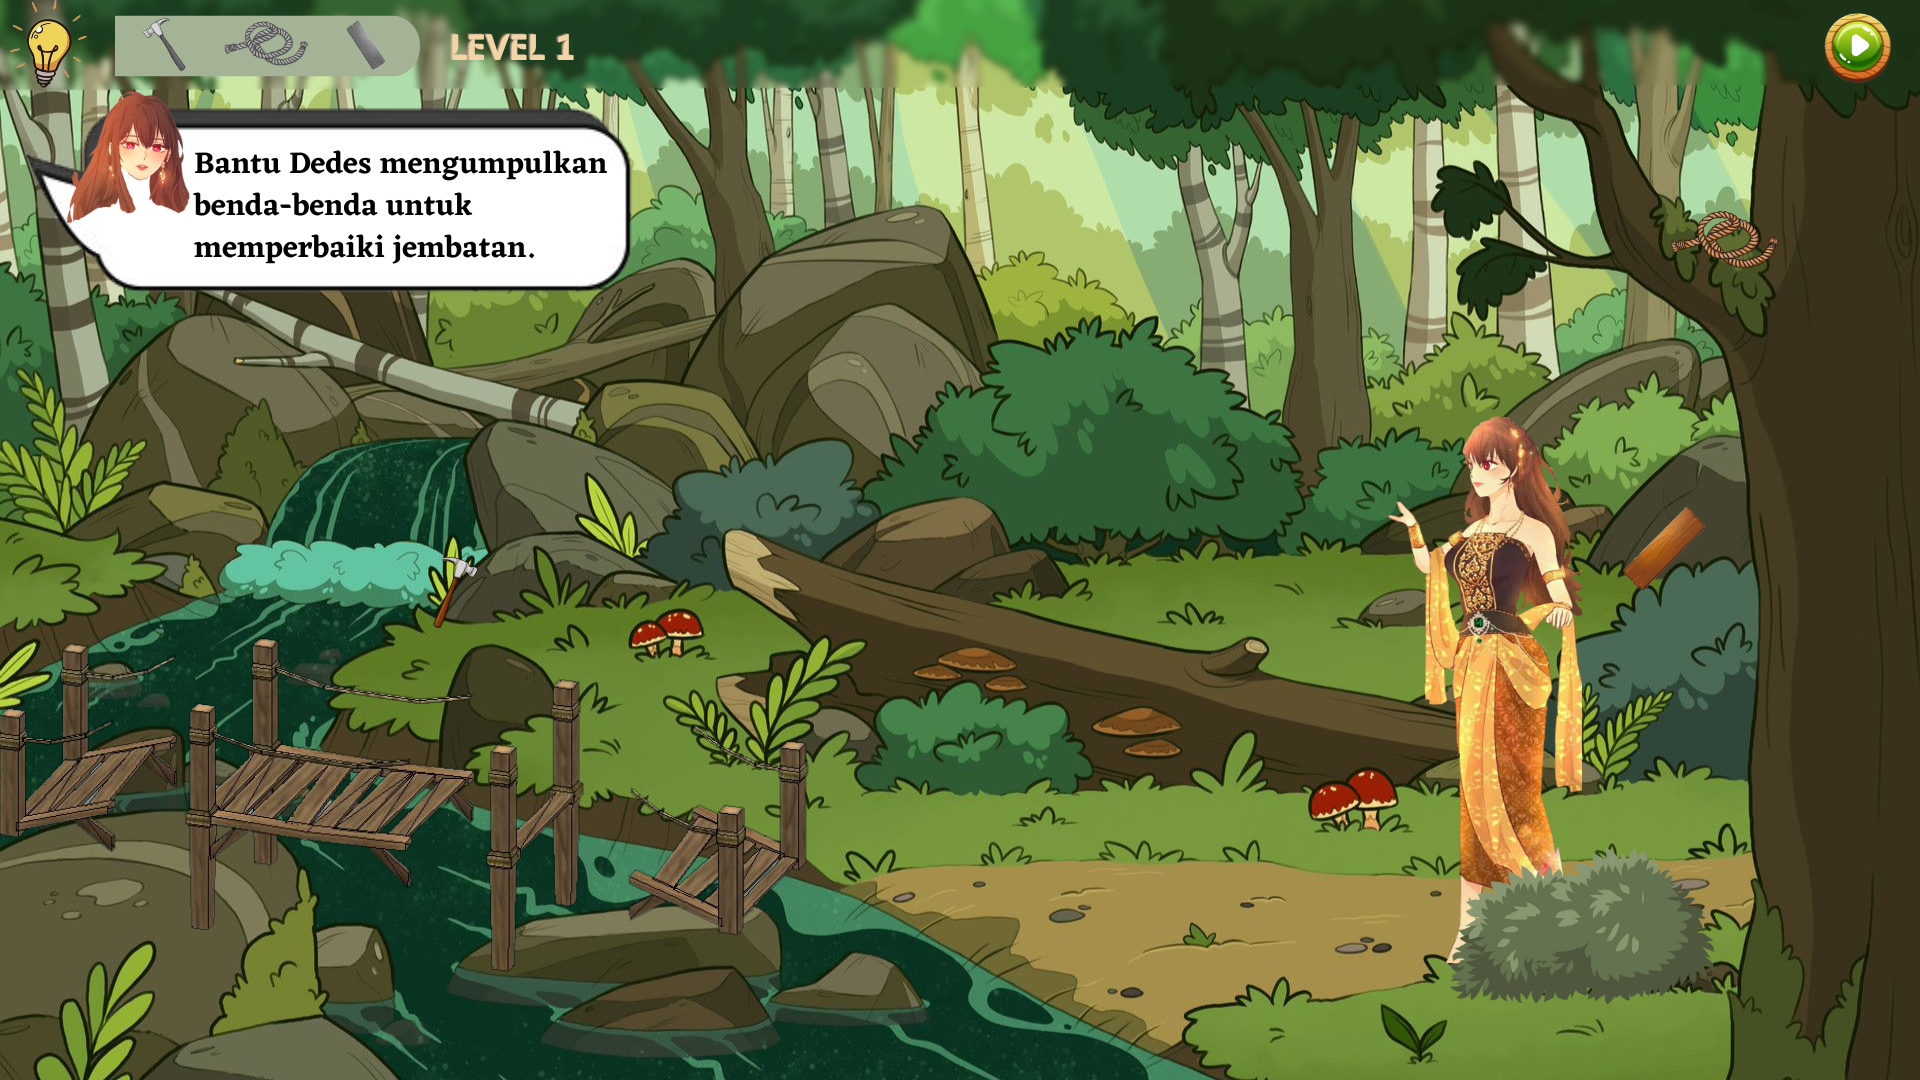 LEVEL 1
Bantu Dedes mengumpulkan
benda-benda untuk
memperbaiki jembatan.